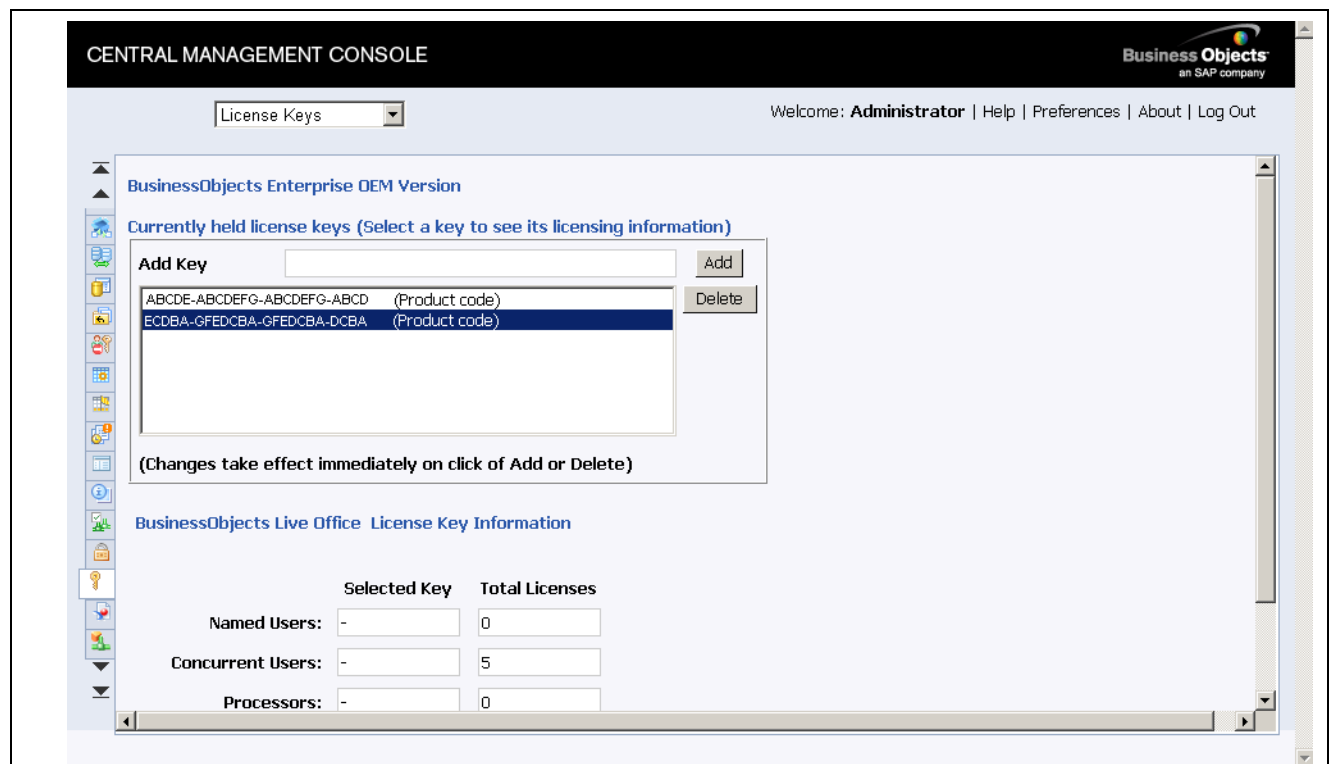 CENTRAL MANAGEMENT CONSOLE
Business Objects
an SAP company
License Keys
Welcome: Administrator | Help | Preferences | About | Log Out
BusinessObjects Enterprise OEM Version
Currently held license keys (Select a key to see its licensing information)
Add Key
Add
ABCDE-ABCDEFG-ABCDEFG-ABCD (Product code)
Delete
ECDBA-GFEDCBA-GFEDCBA-DCBA (Product code)
(Changes take effect immediately on click of Add or Delete)
BusinessObjects Live Office License Key Information
Selected Key Total Licenses
Named Users: - 0
Concurrent Users: - 5
Processors: - 0